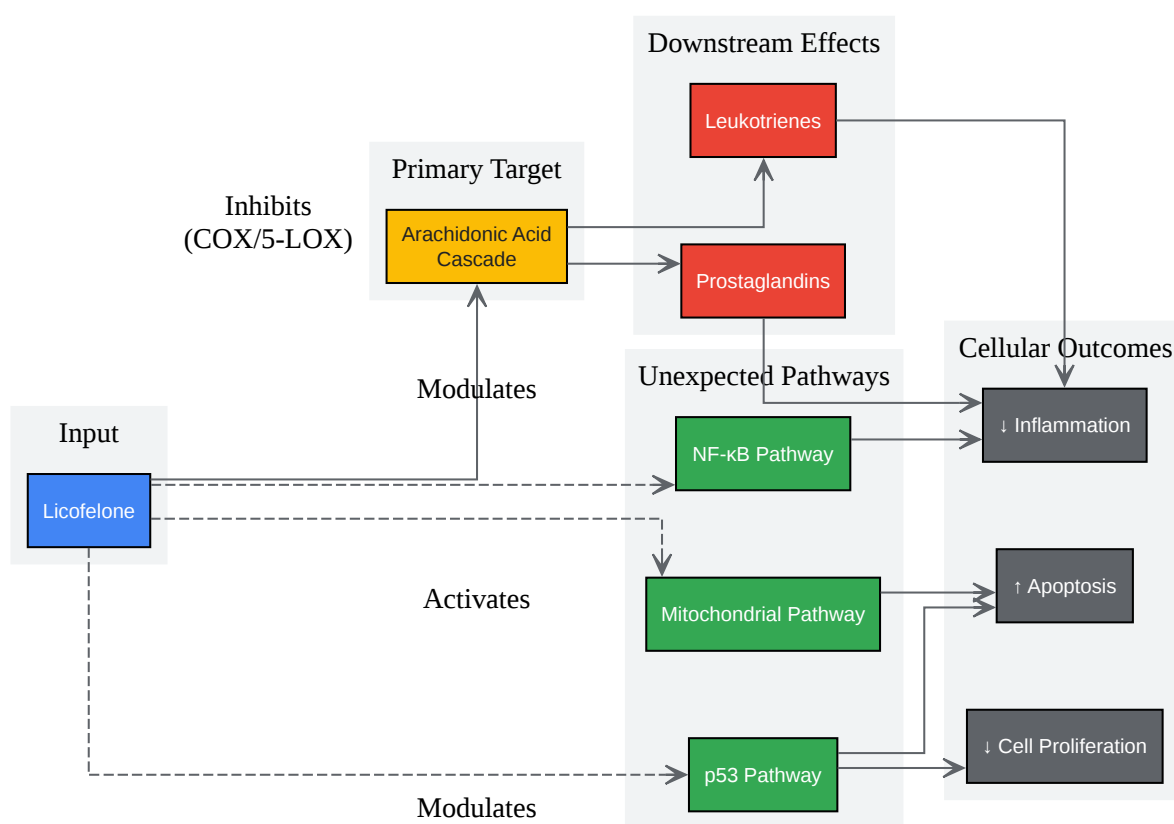 Downstream Effects
Leukotrienes
Primary Target
Inhibits
(COX/5-LOX)
Arachidonic Acid
Cascade
Prostaglandins
Cellular Outcomes
Unexpected Pathways
Modulates
↓ Inflammation
Input
NF-κB Pathway
Licofelone
↑ Apoptosis
Activates
Mitochondrial Pathway
↓ Cell Proliferation
p53 Pathway
Modulates